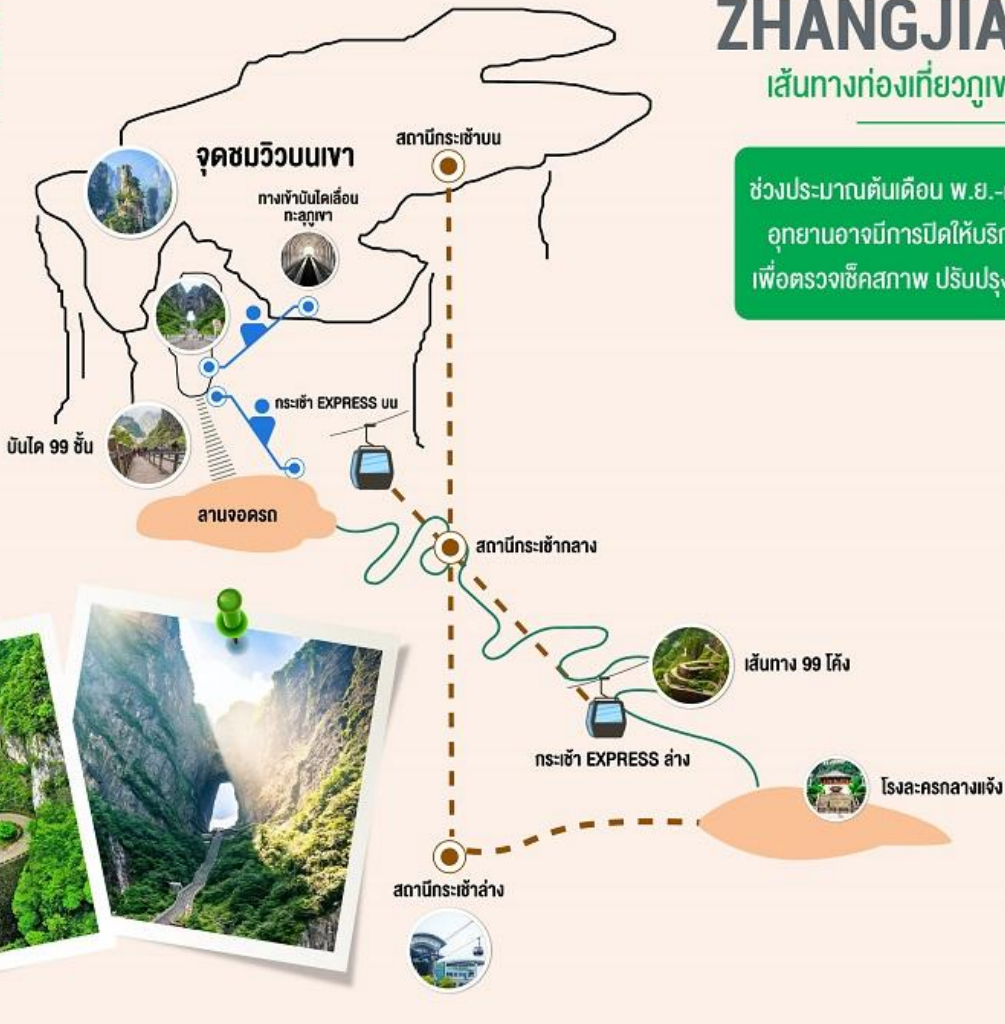 ZHANGJIA
เส้นทางท่องเที่ยวภูเข
ช่วงประมาณต้นเดือน พ.ย.-
อุทยานอาจมีการปิดให้บริก
เพื่อตรวจเช็คสภาพ ปรับปรุง
จุดชมวิวบนเขา
สถานีกระเช้าบน
ทางเข้าบันไดเลื่อน
ทะลุภูเขา
กระเช้า EXPRESS บน
บันได 99 ขั้น
ลานจอดรถ
สถานีกระเช้ากลาง
เส้นทาง 99 โค้ง
กระเช้า EXPRESS ล่าง
โรงละครกลางแจ้ง
สถานีกระเช้าล่าง